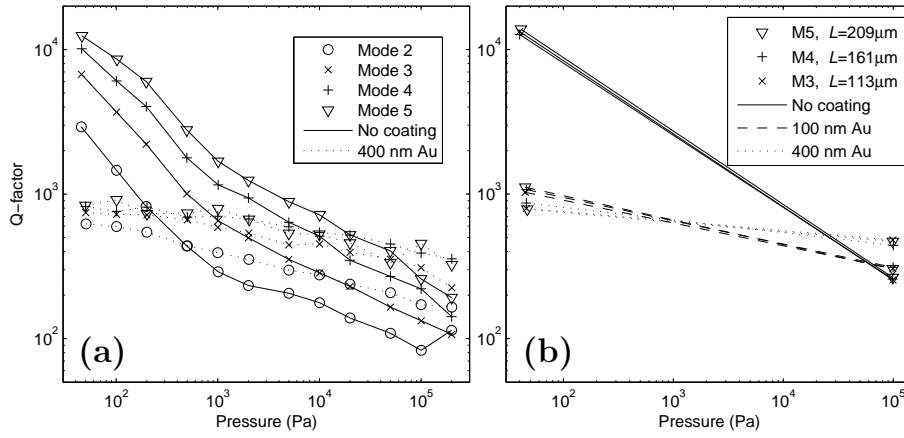 10^4
10^3
10^2
Q−factor
Mode 2
Mode 3
Mode 4
Mode 5
No coating
400 nm Au
(a)
10^2
10^3
10^4
10^5
Pressure (Pa)
10^4
10^3
10^2
M5, L=209μm
M4, L=161μm
M3, L=113μm
No coating
100 nm Au
400 nm Au
(b)
10^2
10^3
10^4
10^5
Pressure (Pa)